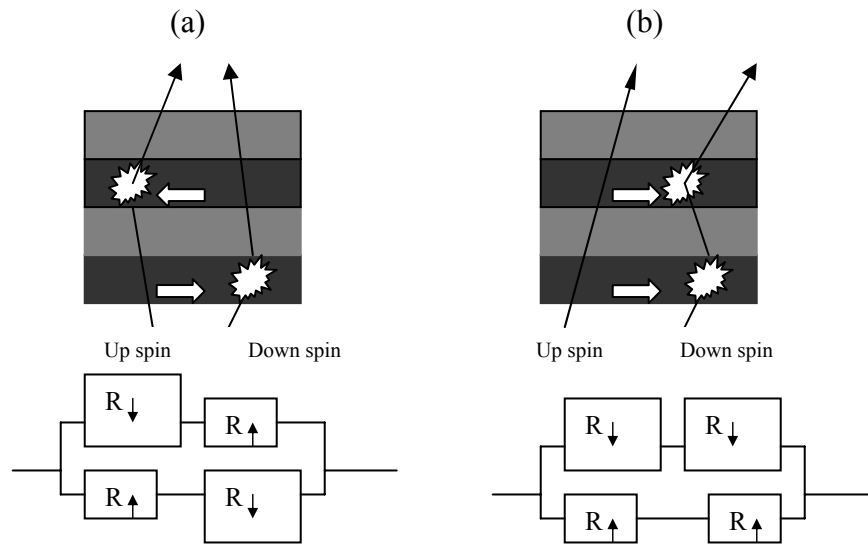 (a) (b)
Up spin Down spin Up spin Down spin
R↓ R↑ R↓ R↓
R↑ R↓ R↑ R↑